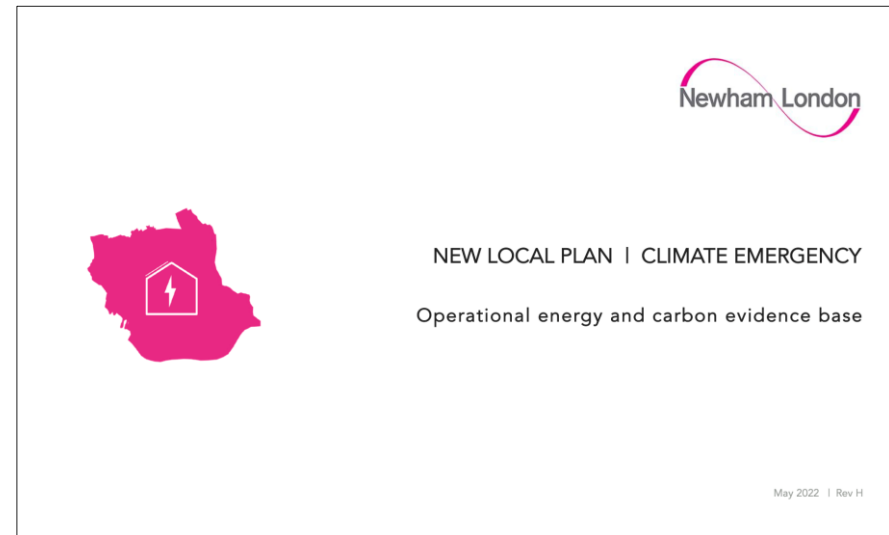 Newham London
NEW LOCAL PLAN | CLIMATE EMERGENCY
Operational energy and carbon evidence base
May 2022 | Rev H